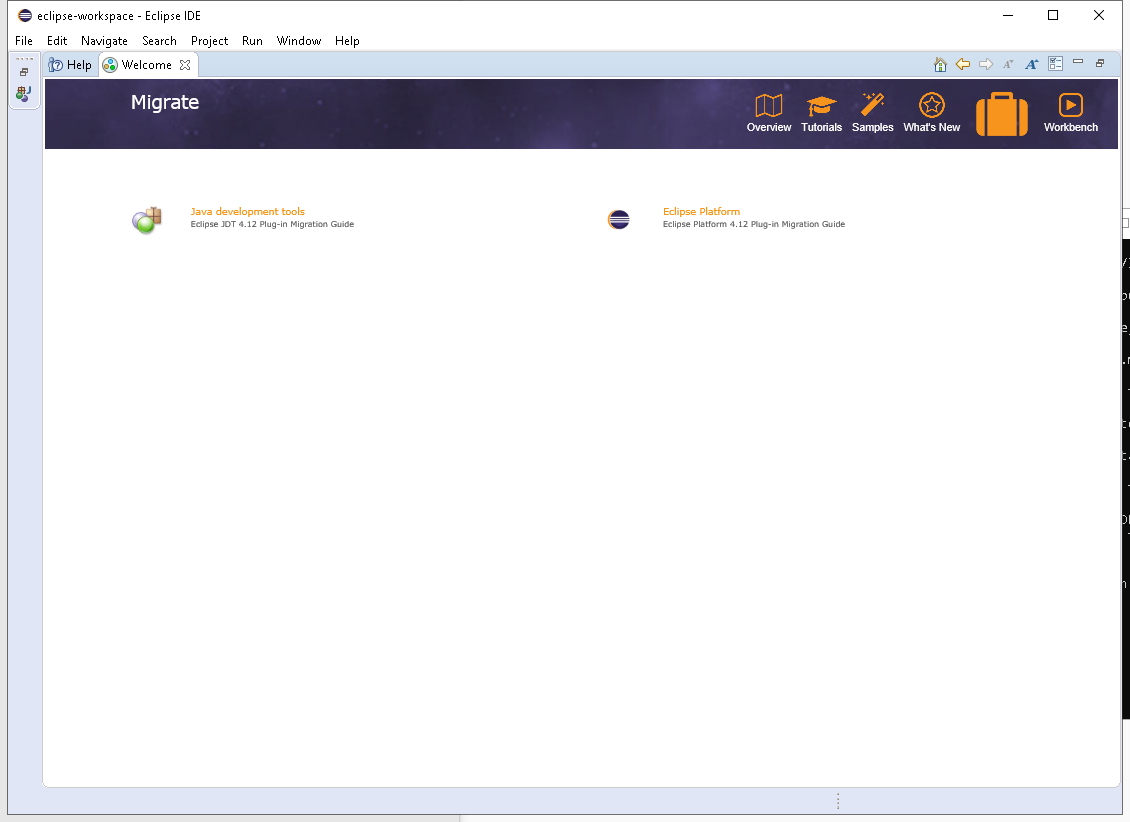 eclipse-workspace - Eclipse IDE
File Edit Navigate Search Project Run Window Help
Help Welcome
Migrate
Overview Tutorials Samples What's New Workbench
Java development tools
Eclipse JDT 4.12 Plug-in Migration Guide
Eclipse Platform
Eclipse Platform 4.12 Plug-in Migration Guide